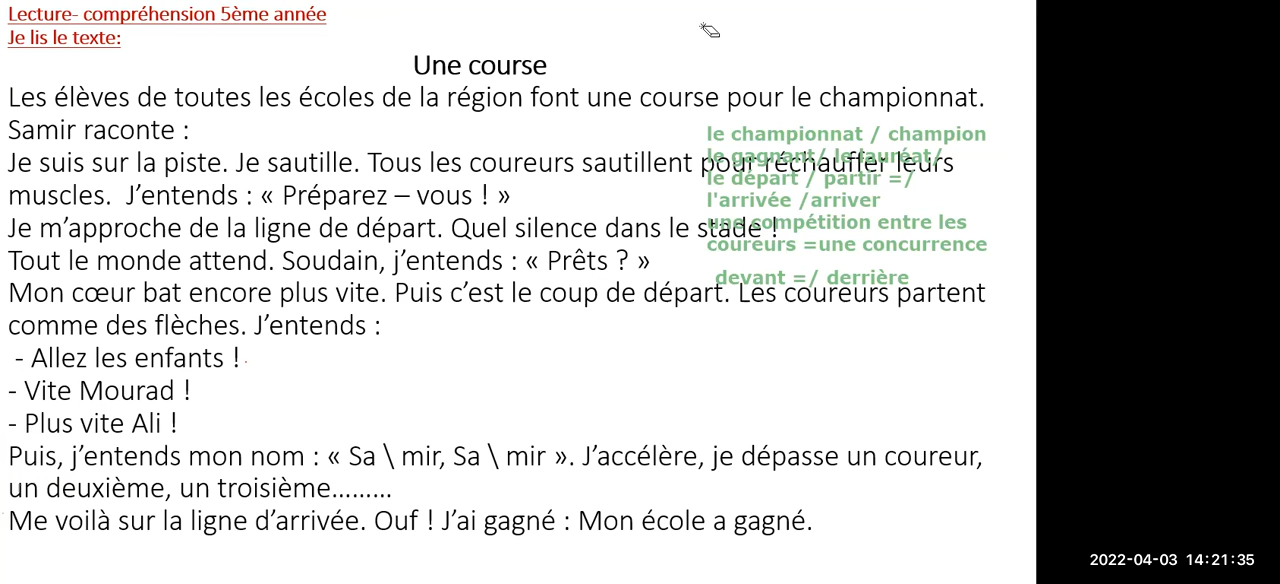 Lecture- compréhension 5ème année
Je lis le texte:
Une course
Les élèves de toutes les écoles de la région font une course pour le championnat.
Samir raconte :
Je suis sur la piste. Je sautille. Tous les coureurs sautillent pour réchauffer leurs
muscles.  J’entends : « Préparez – vous ! »
Je m’approche de la ligne de départ. Quel silence dans le stade !
Tout le monde attend. Soudain, j’entends : « Prêts ? »
Mon cœur bat encore plus vite. Puis c’est le coup de départ. Les coureurs partent
comme des flèches. J’entends :
- Allez les enfants !
- Vite Mourad !
- Plus vite Ali !
Puis, j’entends mon nom : « Sa \ mir, Sa \ mir ». J’accélère, je dépasse un coureur,
un deuxième, un troisième………
Me voilà sur la ligne d’arrivée. Ouf ! J’ai gagné : Mon école a gagné.
le championnat / champion
le gagnant/ le lauréat/
le départ / partir =/
l'arrivée /arriver
une compétition entre les
coureurs =une concurrence
devant =/ derrière
2022-04-03 14:21:35